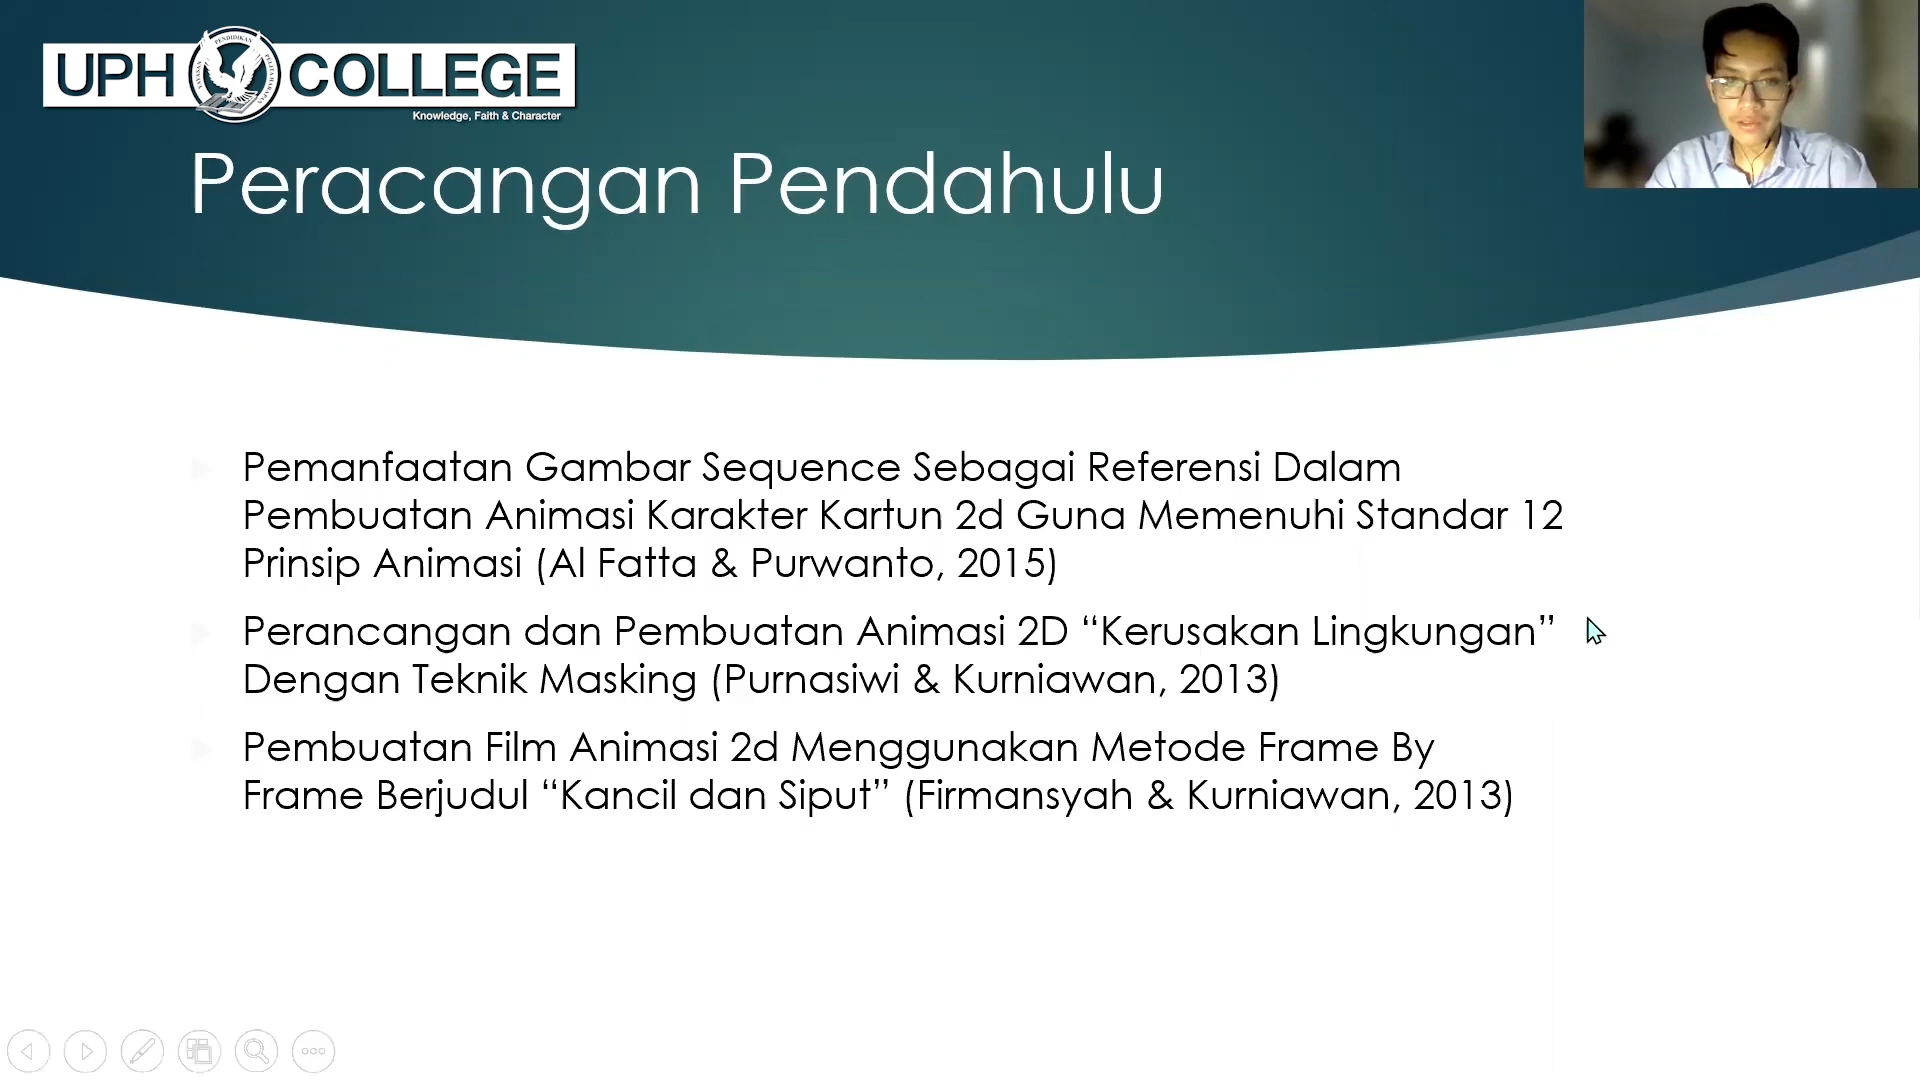 UPH COLLEGE
Knowledge, Faith & Character
Peracangan Pendahulu
Pemanfaatan Gambar Sequence Sebagai Referensi Dalam
Pembuatan Animasi Karakter Kartun 2d Guna Memenuhi Standar 12
Prinsip Animasi (Al Fatta & Purwanto, 2015)
Perancangan dan Pembuatan Animasi 2D “Kerusakan Lingkungan”
Dengan Teknik Masking (Purnasiwi & Kurniawan, 2013)
Pembuatan Film Animasi 2d Menggunakan Metode Frame By
Frame Berjudul “Kancil dan Siput” (Firmansyah & Kurniawan, 2013)